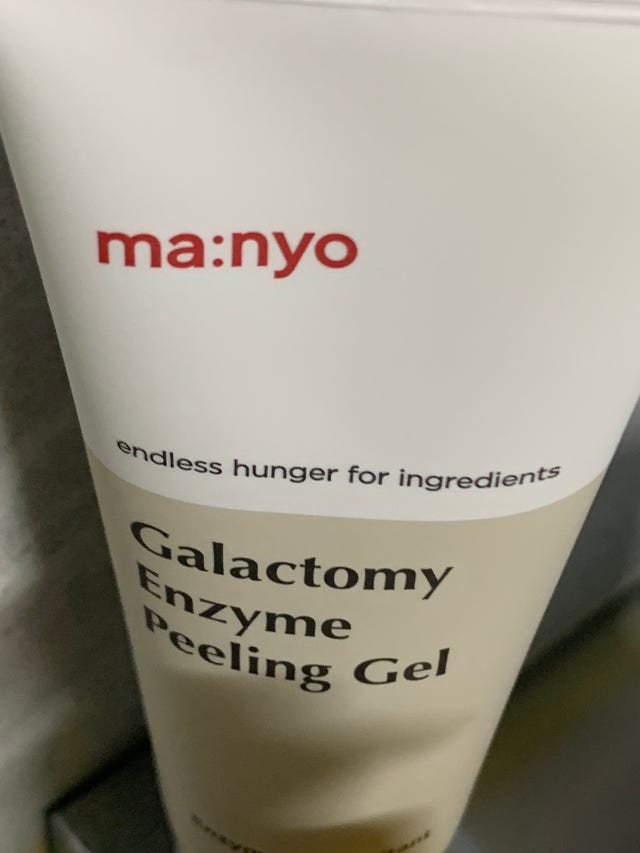 ma:nyo
endless hunger for ingredients
Galactomy
Enzyme
Peeling Gel